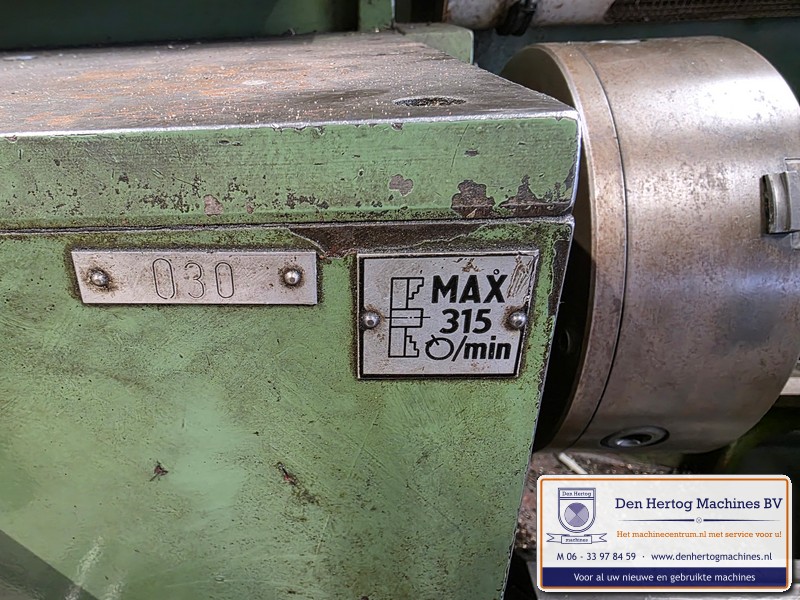 030
MAX
315
/min
Den Hertog
machines
Den Hertog Machines BV
Het machinecentrum.nl met service voor u!
M 06 - 33 97 84 59 · www.denhertogmachines.nl
Voor al uw nieuwe en gebruikte machines